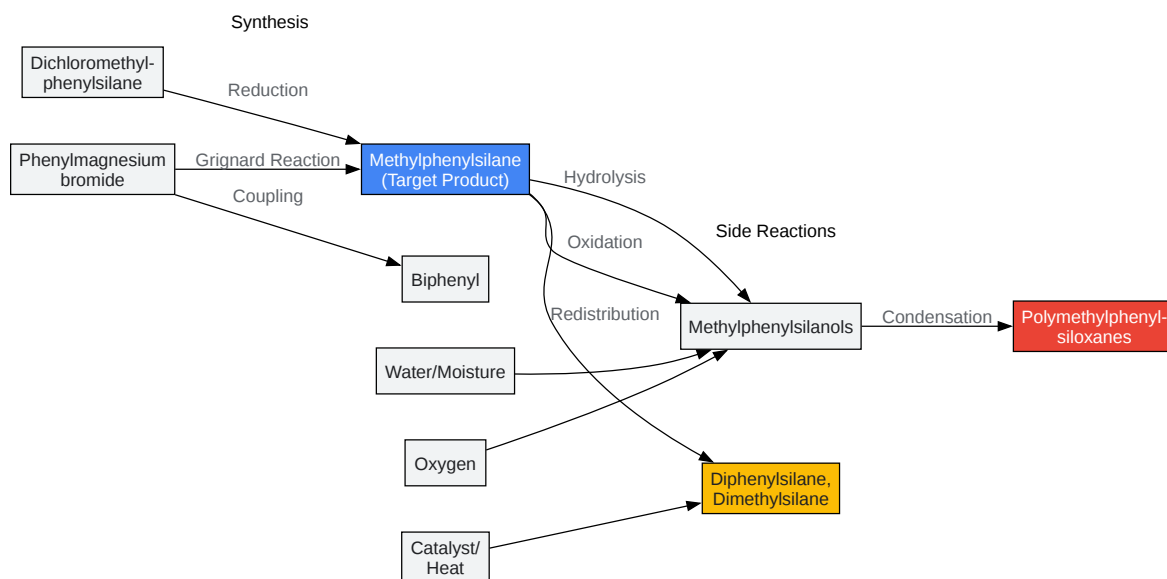 Synthesis
Dichloromethyl-
phenylsilane
Reduction
Phenylmagnesium
bromide
Grignard Reaction
Coupling
Methylphenylsilane
(Target Product)
Hydrolysis
Side Reactions
Oxidation
Biphenyl
Redistribution
Methylphenylsilanols
Condensation
Polymethylphenyl-
siloxanes
Water/Moisture
Oxygen
Diphenylsilane,
Dimethylsilane
Catalyst/
Heat